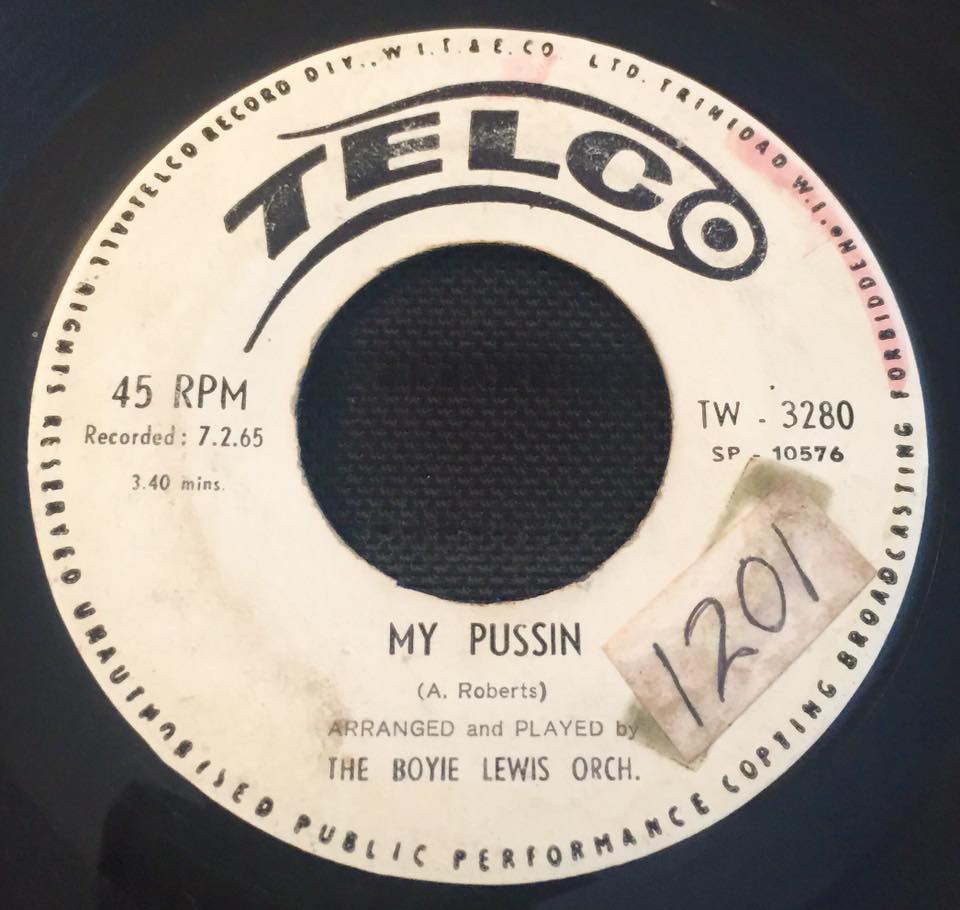 TELCO RECORD DIV., W.I.T. & E. CO. LTD. TRINIDAD W.I. • FORBIDDEN BROADCASTING COPYING PERFORMANCE PUBLIC UNAUTHORISED RESERVED RIGHTS ALL •
TELCO
45 RPM
Recorded: 7.2.65
3.40 mins.
TW - 3280
SP - 10576
1201
MY PUSSIN
(A. Roberts)
ARRANGED and PLAYED by
THE BOYIE LEWIS ORCH.